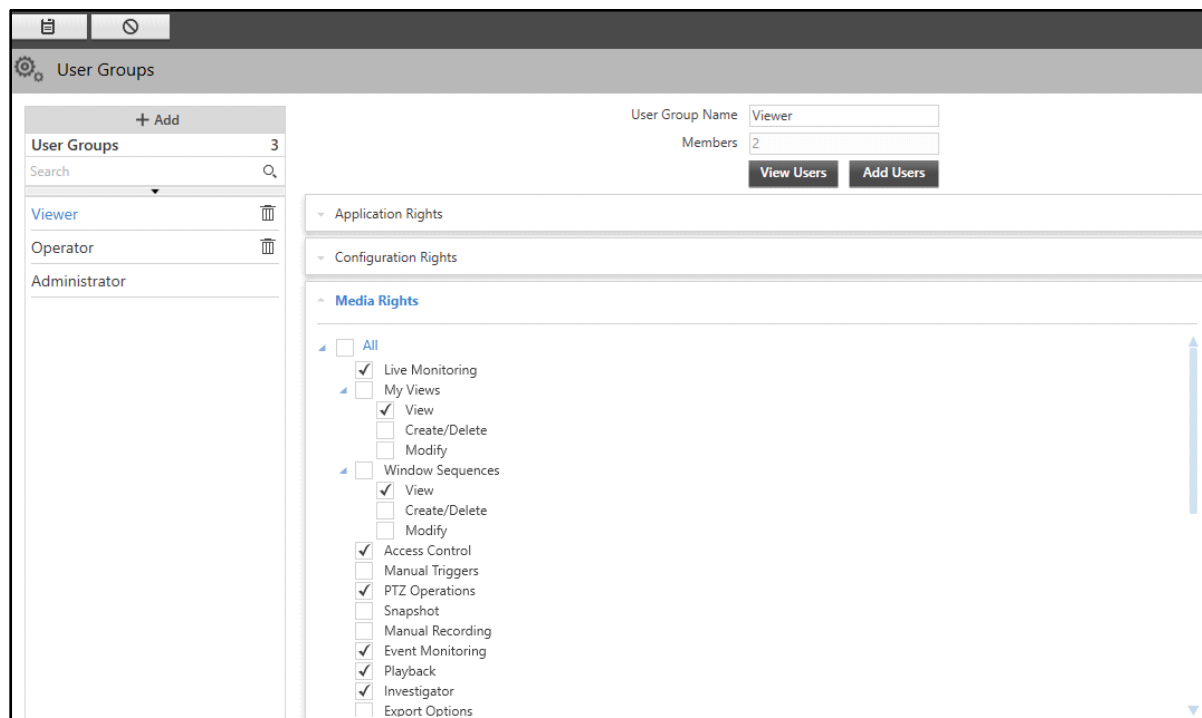 User Groups
+ Add
User Groups 3
Search
Viewer
Operator
Administrator
User Group Name Viewer
Members 2
View Users Add Users
Application Rights
Configuration Rights
Media Rights
All
Live Monitoring
My Views
View
Create/Delete
Modify
Window Sequences
View
Create/Delete
Modify
Access Control
Manual Triggers
PTZ Operations
Snapshot
Manual Recording
Event Monitoring
Playback
Investigator
Export Options